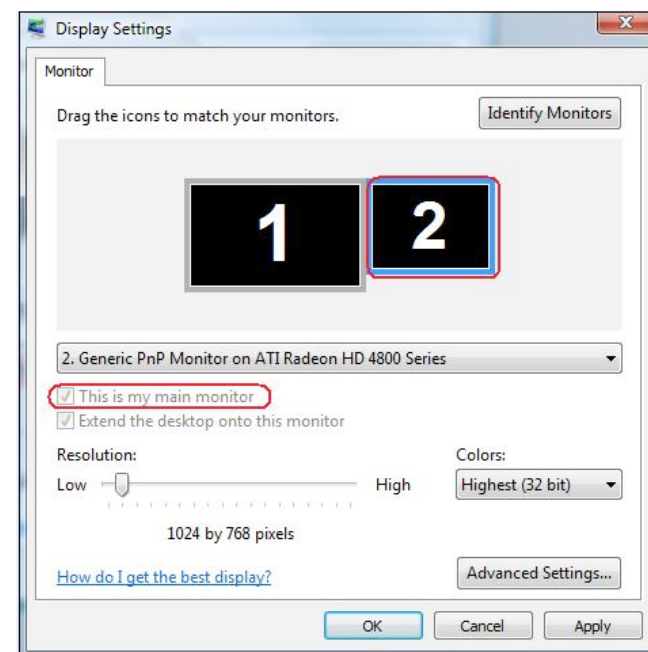 Display Settings
Monitor
Drag the icons to match your monitors.
Identify Monitors
1
2
2. Generic PnP Monitor on ATI Radeon HD 4800 Series
This is my main monitor
Extend the desktop onto this monitor
Resolution:
Colors:
Low
High
Highest (32 bit)
1024 by 768 pixels
How do I get the best display?
Advanced Settings...
OK
Cancel
Apply